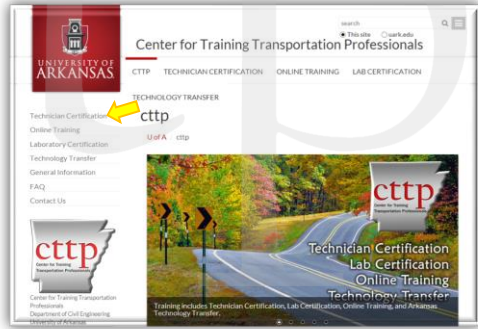 search
This site uark.edu
Center for Training Transportation Professionals
UNIVERSITY OF
ARKANSAS
CTTP TECHNICIAN CERTIFICATION ONLINE TRAINING LAB CERTIFICATION
TECHNOLOGY TRANSFER
Technician Certification
Online Training
Laboratory Certification
Technology Transfer
General Information
FAQ
Contact Us
cttp
U of A cttp
cttp
Center for Training
Transportation Professionals
Center for Training Transportation
Professionals
Department of Civil Engineering
University of Arkansas
cttp
Center for Training
Transportation Professionals
Technician Certification
Lab Certification
Online Training
Technology Transfer
Training includes Technician Certification, Lab Certification, Online Training, and Arkansas
Technology Transfer.